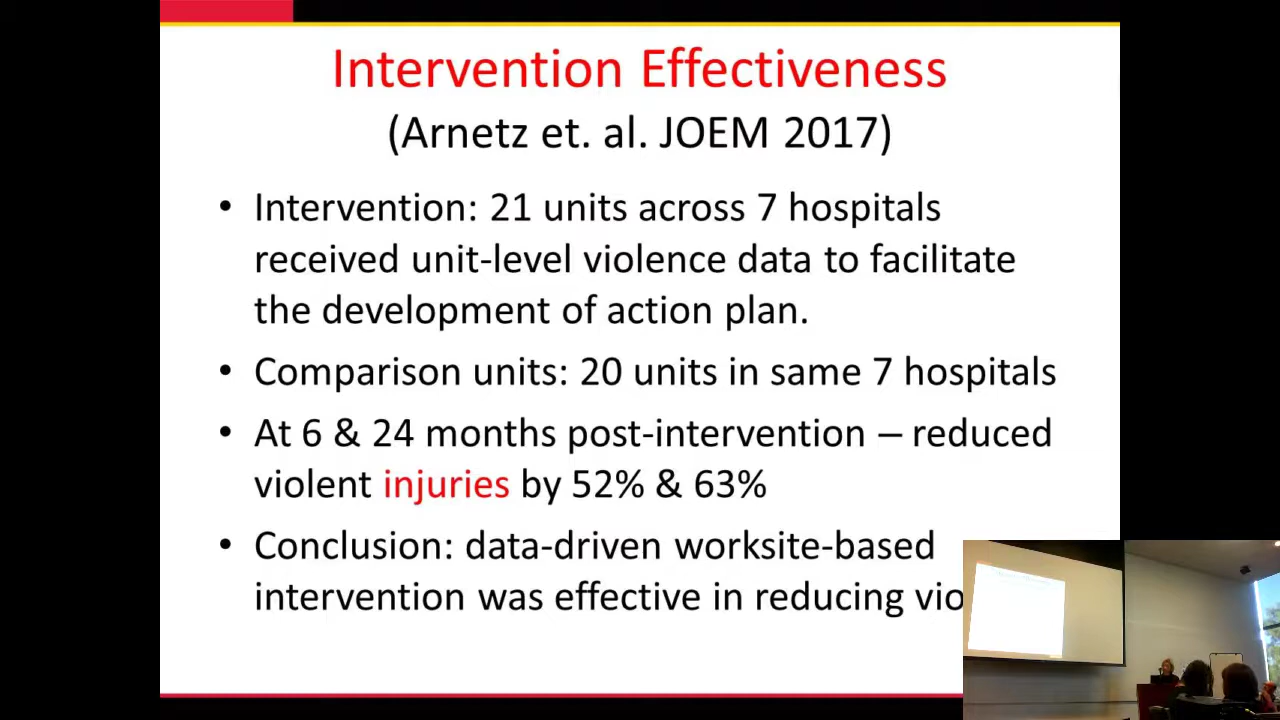 Intervention Effectiveness
(Arnetz et. al. JOEM 2017)
• Intervention: 21 units across 7 hospitals
received unit-level violence data to facilitate
the development of action plan.
• Comparison units: 20 units in same 7 hospitals
• At 6 & 24 months post-intervention – reduced
violent injuries by 52% & 63%
• Conclusion: data-driven worksite-based
intervention was effective in reducing